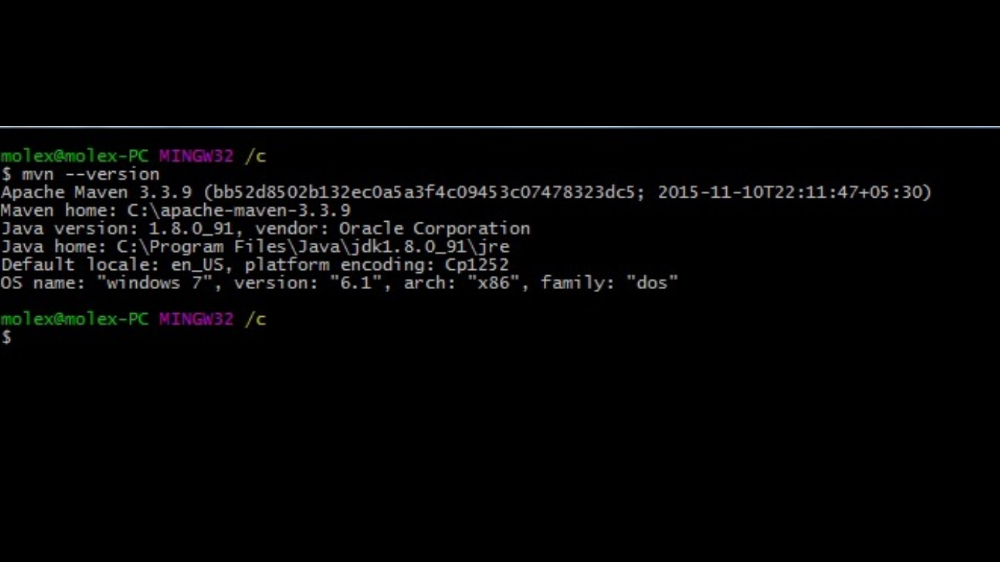 molex@molex-PC MINGW32 /c
$ mvn --version
Apache Maven 3.3.9 (bb52d8502b132ec0a5a3f4c09453c07478323dc5; 2015-11-10T22:11:47+05:30)
Maven home: C:\apache-maven-3.3.9
Java version: 1.8.0_91, vendor: Oracle Corporation
Java home: C:\Program Files\Java\jdk1.8.0_91\jre
Default locale: en_US, platform encoding: Cp1252
OS name: "windows 7", version: "6.1", arch: "x86", family: "dos"
molex@molex-PC MINGW32 /c
$